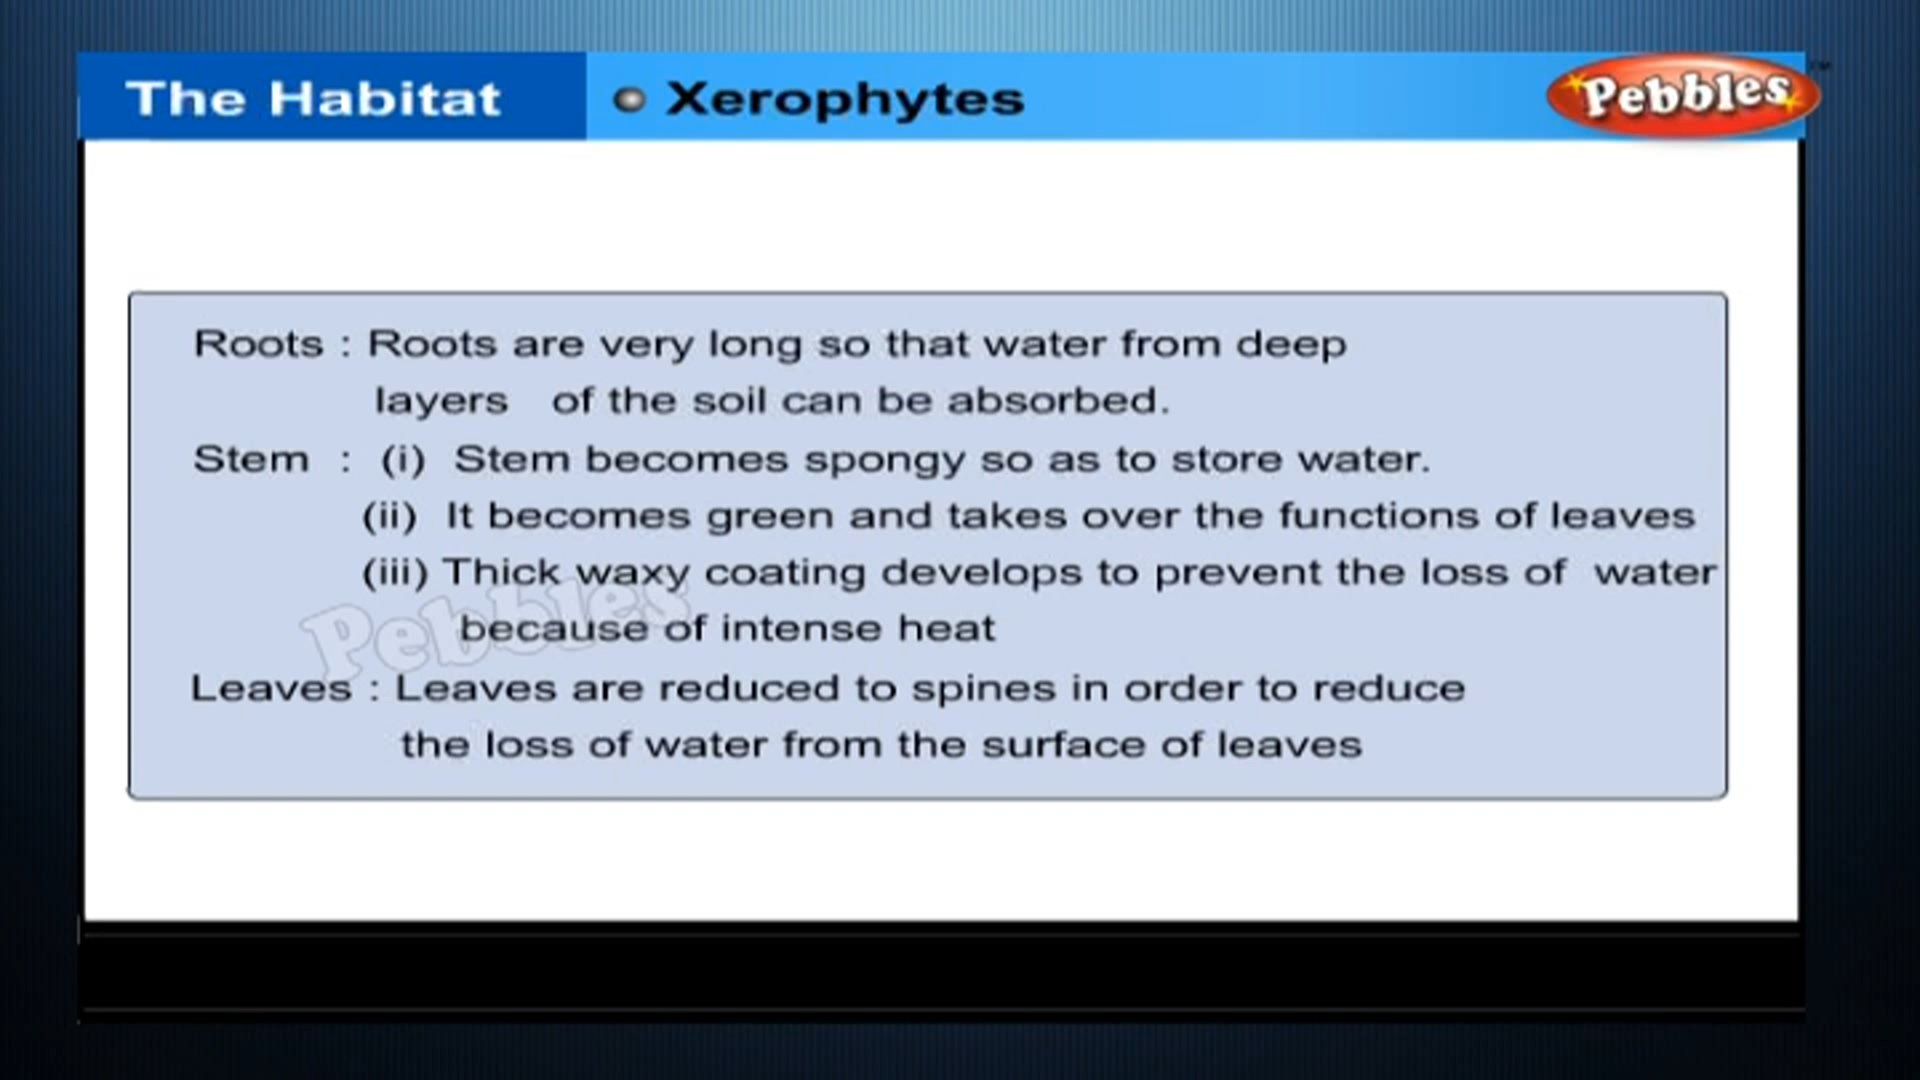 The Habitat
Xerophytes
Pebbles™
Roots : Roots are very long so that water from deep
layers of the soil can be absorbed.
Stem : (i) Stem becomes spongy so as to store water.
(ii) It becomes green and takes over the functions of leaves
(iii) Thick waxy coating develops to prevent the loss of water
because of intense heat
Pebbles
Leaves : Leaves are reduced to spines in order to reduce
the loss of water from the surface of leaves